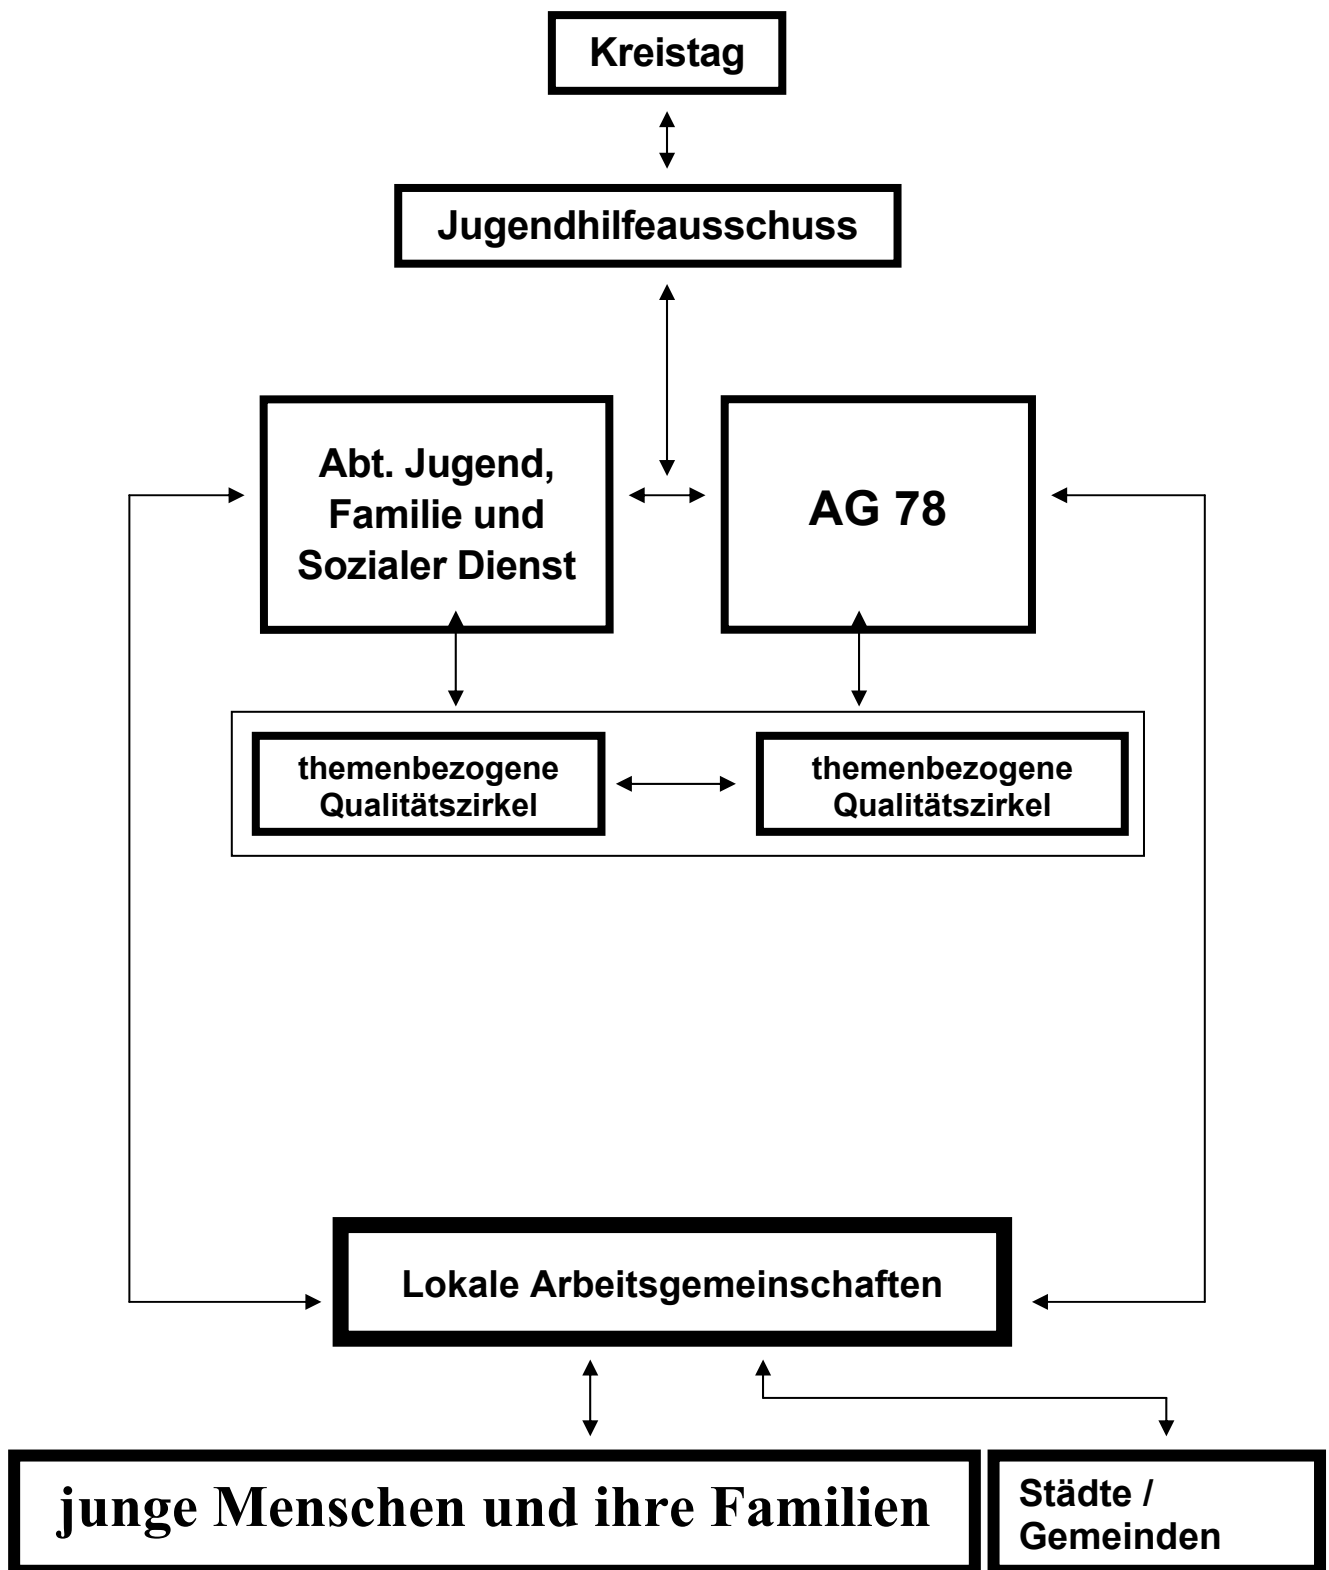 Kreistag
Jugendhilfeausschuss
Abt. Jugend,
Familie und
Sozialer Dienst
AG 78
themenbezogene
Qualitätszirkel
themenbezogene
Qualitätszirkel
Lokale Arbeitsgemeinschaften
junge Menschen und ihre Familien
Städte /
Gemeinden